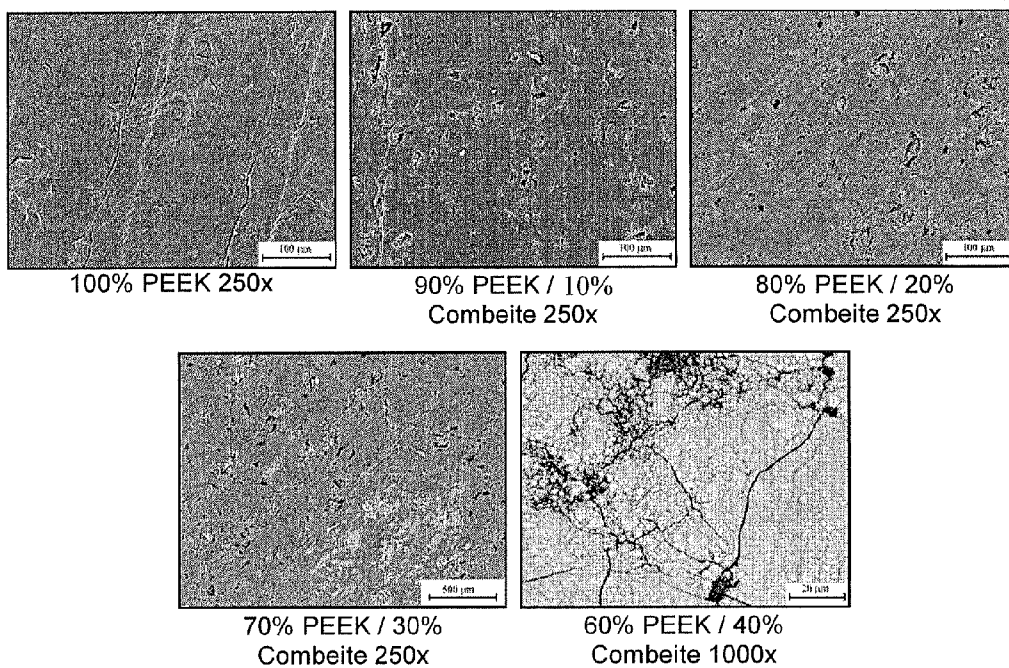 100 µm
100 µm
100 µm
100% PEEK 250x
90% PEEK / 10%
Combeite 250x
80% PEEK / 20%
Combeite 250x
500 µm
20 µm
70% PEEK / 30%
Combeite 250x
60% PEEK / 40%
Combeite 1000x